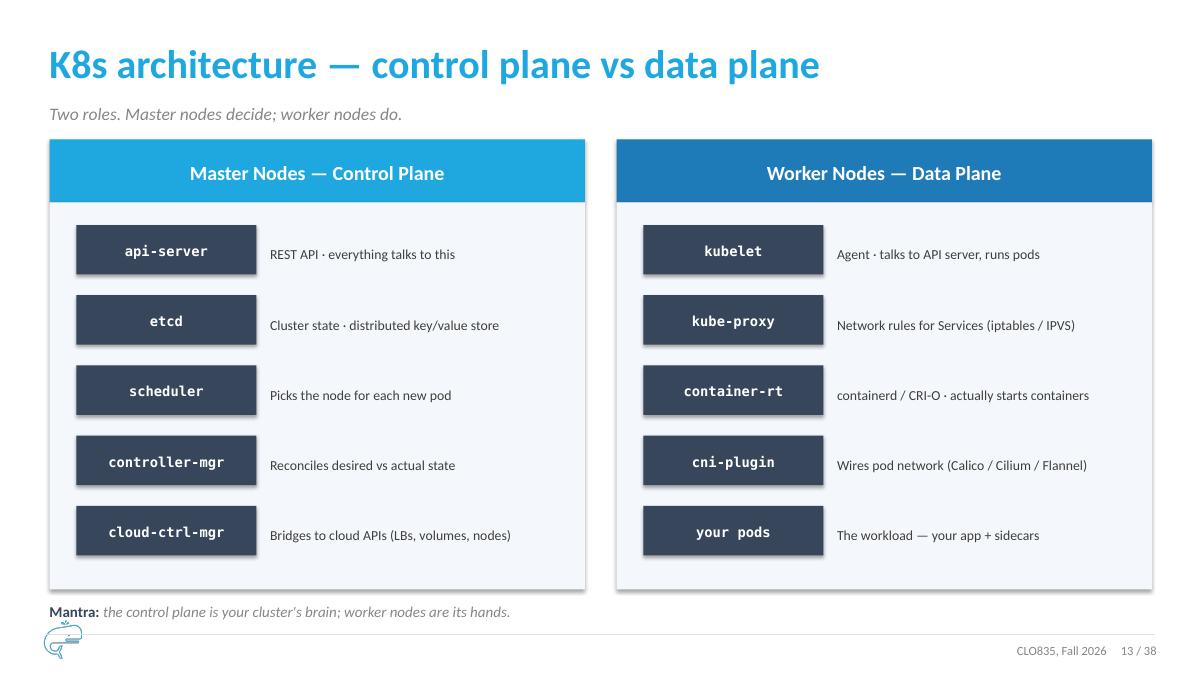 K8s architecture — control plane vs data plane
Two roles. Master nodes decide; worker nodes do.
Master Nodes — Control Plane
api-server
REST API · everything talks to this
etcd
Cluster state · distributed key/value store
scheduler
Picks the node for each new pod
controller-mgr
Reconciles desired vs actual state
cloud-ctrl-mgr
Bridges to cloud APIs (LBs, volumes, nodes)
Worker Nodes — Data Plane
kubelet
Agent · talks to API server, runs pods
kube-proxy
Network rules for Services (iptables / IPVS)
container-rt
containerd / CRI-O · actually starts containers
cni-plugin
Wires pod network (Calico / Cilium / Flannel)
your pods
The workload — your app + sidecars
Mantra: the control plane is your cluster's brain; worker nodes are its hands.
CLO835, Fall 2026 13 / 38